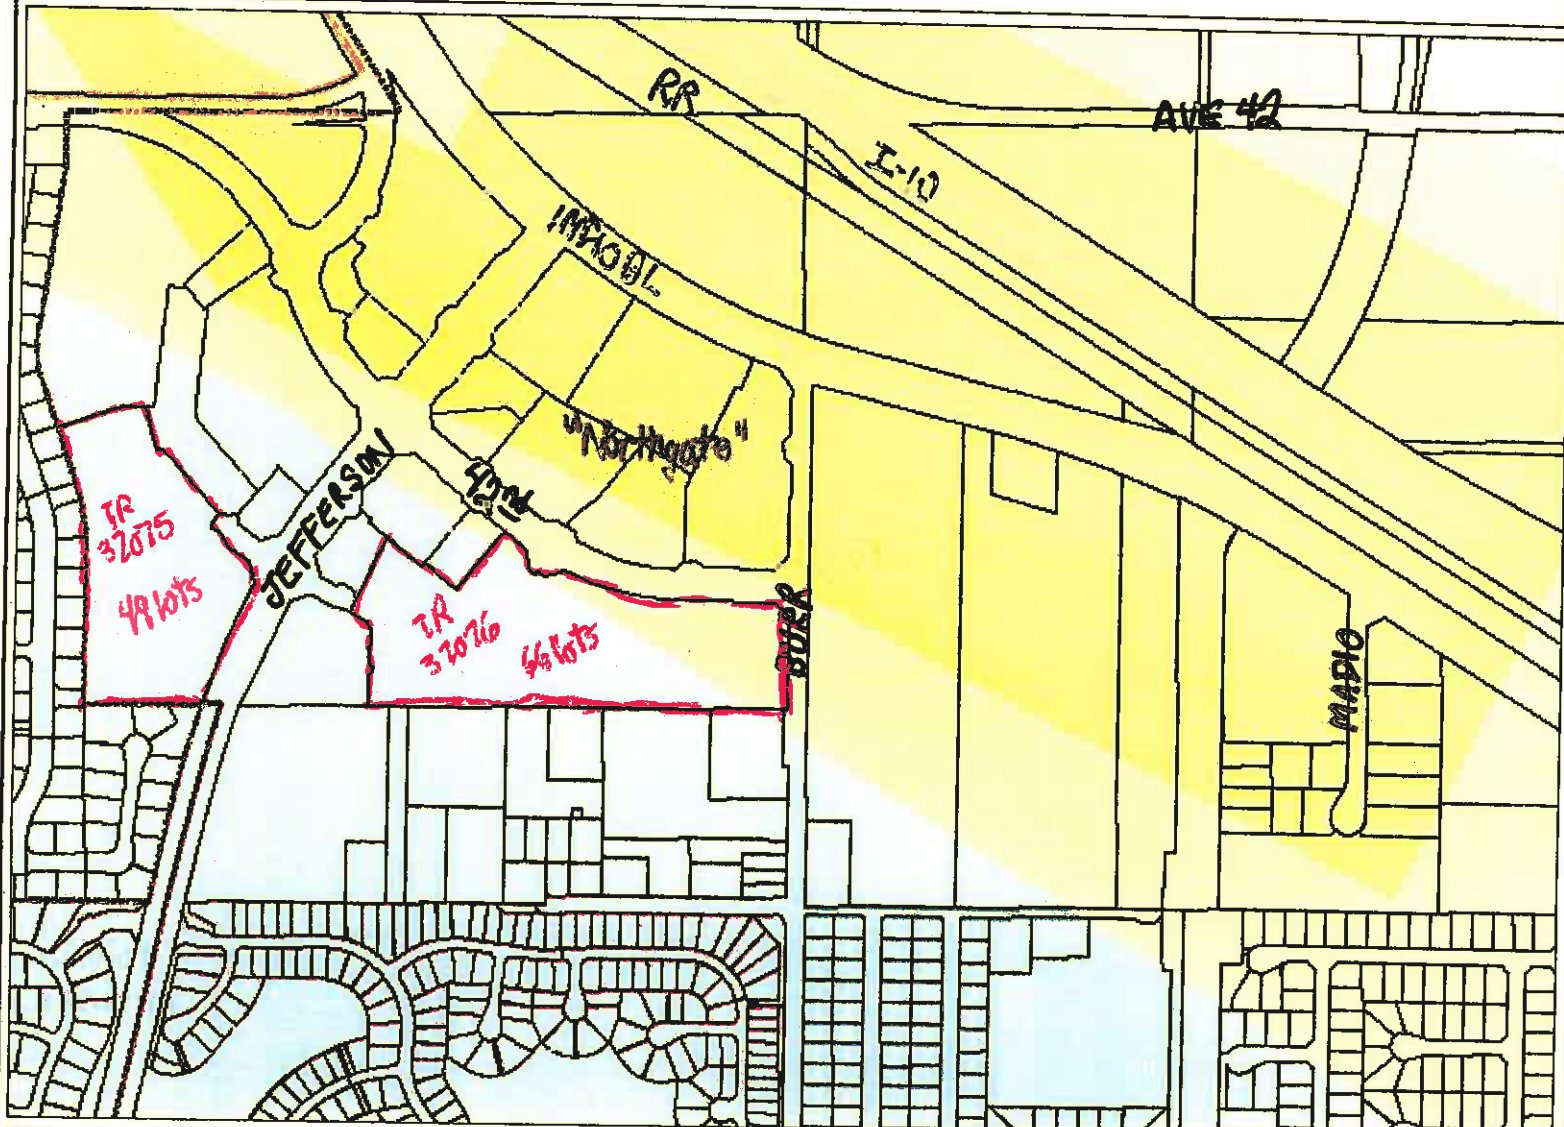 RR
AVE 42
I-10
"Northgate"
42nd
JEFFERSON
TR
32075
49 lots
TR
32076
BURR
MADIO